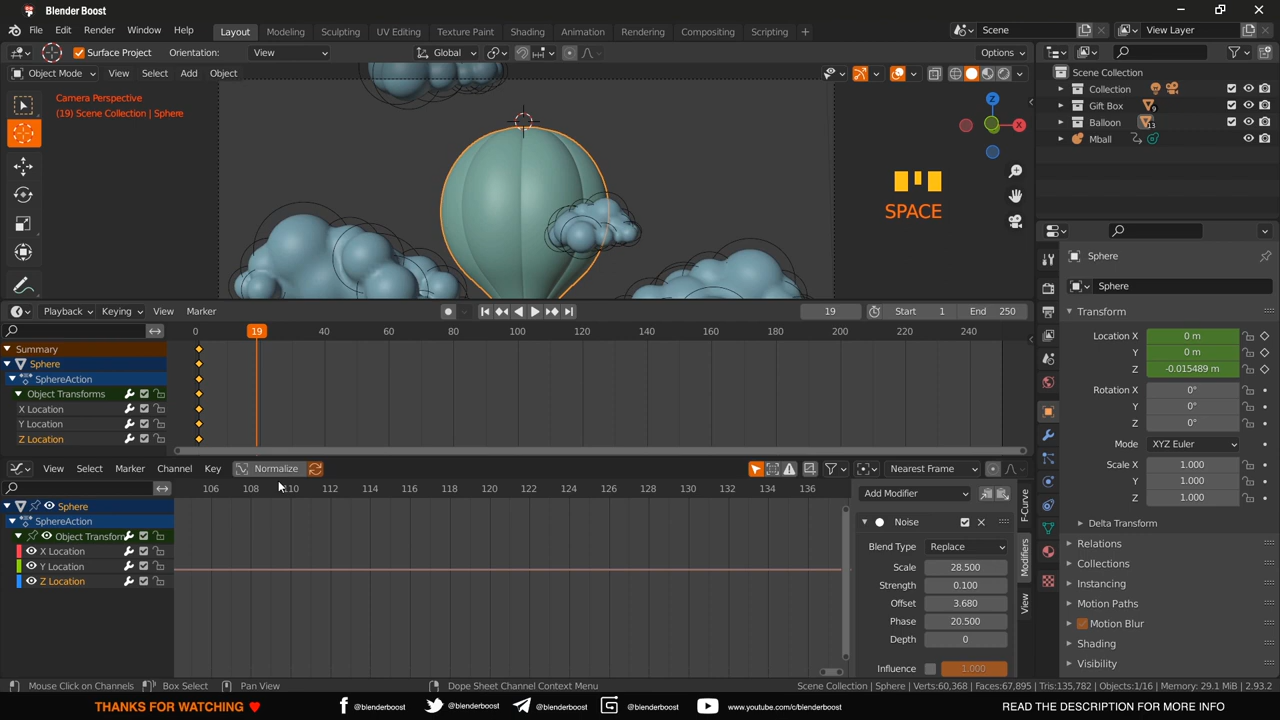 Blender Boost
File Edit Render Window Help Layout Modeling Sculpting UV Editing Texture Paint Shading Animation Rendering Compositing Scripting + Scene View Layer
Surface Project Orientation: View Global Options
Object Mode View Select Add Object
Camera Perspective
(19) Scene Collection | Sphere
Z
X
SPACE
Scene Collection
Collection
Gift Box
Balloon 13
Mball
Sphere
Sphere
Transform
Location X 0 m
Y 0 m
Z -0.015489 m
Rotation X 0°
Y 0°
Z 0°
Mode XYZ Euler
Scale X 1.000
Y 1.000
Z 1.000
Delta Transform
Relations
Collections
Instancing
Motion Paths
Motion Blur
Shading
Visibility
Playback Keying View Marker 19 Start 1 End 250
0 19 40 60 80 100 120 140 160 180 200 220 240
Summary
Sphere
SphereAction
Object Transforms
X Location
Y Location
Z Location
View Select Marker Channel Key Normalize Nearest Frame
106 108 110 112 114 116 118 120 122 124 126 128 130 132 134 136
Sphere
SphereAction
Object Transform
X Location
Y Location
Z Location
Add Modifier
Noise
Blend Type Replace
Scale 28.500
Strength 0.100
Offset 3.680
Phase 20.500
Depth 0
Influence 1.000
F-Curve
Modifiers
View
Mouse Click on Channels Box Select Pan View Dope Sheet Channel Context Menu Scene Collection | Sphere | Verts:60,368 | Faces:67,895 | Tris:135,782 | Objects:1/16 | Memory: 29.1 MiB | 2.93.2
THANKS FOR WATCHING @blenderboost @blenderboost @blenderboost www.youtube.com/c/blenderboost READ THE DESCRIPTION FOR MORE INFO